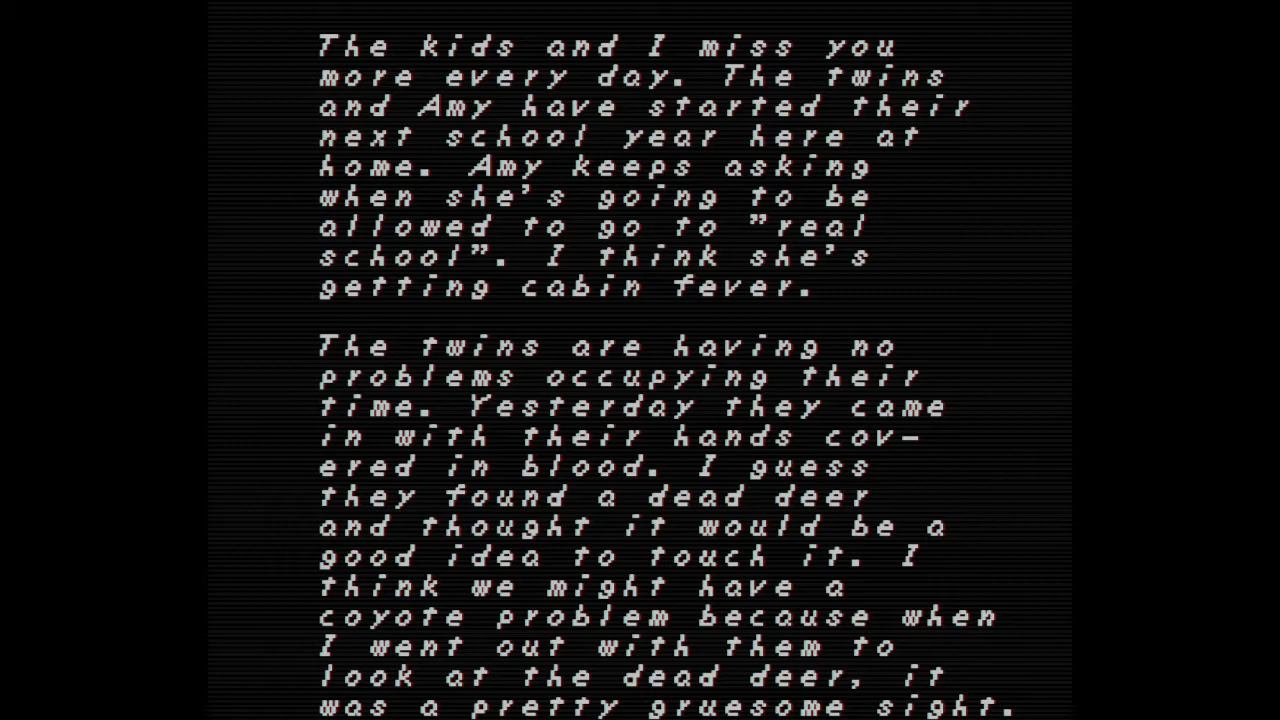 The kids and I miss you
more every day. The twins
and Amy have started their
next school year here at
home. Amy keeps asking
when she's going to be
allowed to go to "real
school". I think she's
getting cabin fever.
The twins are having no
problems occupying their
time. Yesterday they came
in with their hands cov-
ered in blood. I guess
they found a dead deer
and thought it would be a
good idea to touch it. I
think we might have a
coyote problem because when
I went out with them to
look at the dead deer, it
was a pretty gruesome sight.